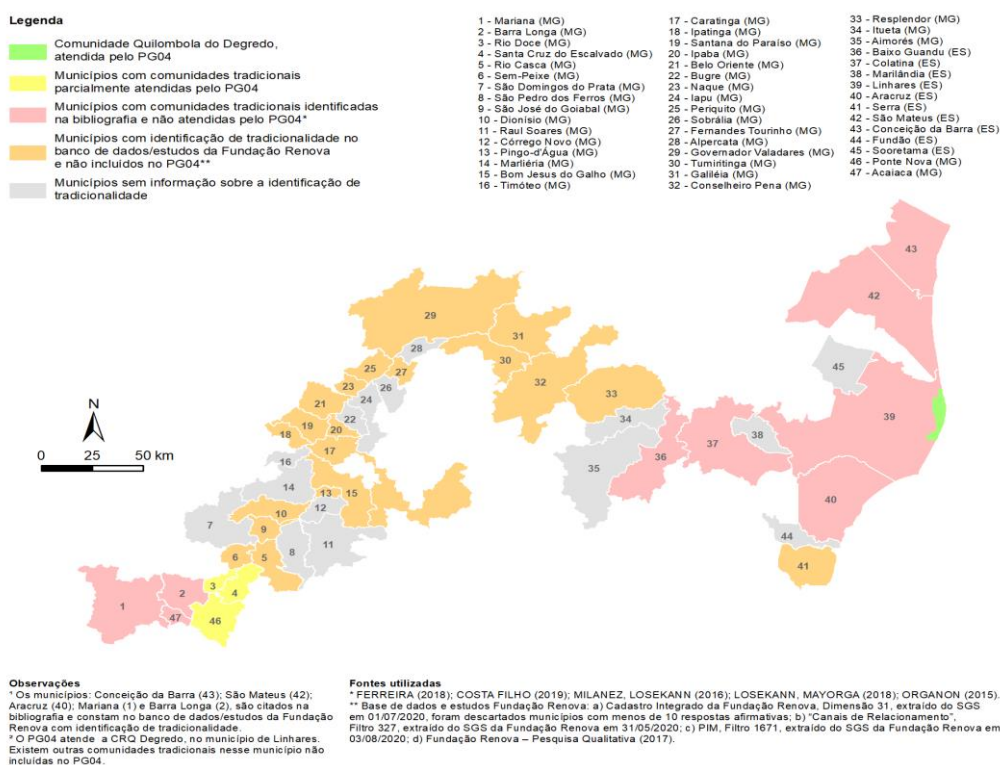 Legenda
Comunidade Quilombola do Degredo,
atendida pelo PG04
Municípios com comunidades tradicionais
parcialmente atendidas pelo PG04
Municípios com comunidades tradicionais identificadas
na bibliografia e não atendidas pelo PG04*
Municípios com identificação de tradicionalidade no
banco de dados/estudos da Fundação Renova
e não incluídos no PG04**
Municípios sem informação sobre a identificação de
tradicionalidade
1 - Mariana (MG)
2 - Barra Longa (MG)
3 - Rio Doce (MG)
4 - Santa Cruz do Escalvado (MG)
5 - Rio Casca (MG)
6 - Sem-Peixe (MG)
7 - São Domingos do Prata (MG)
8 - São Pedro dos Ferros (MG)
9 - São José do Goiabal (MG)
10 - Dionísio (MG)
11 - Raul Soares (MG)
12 - Córrego Novo (MG)
13 - Pingo-d'Água (MG)
14 - Marliéria (MG)
15 - Bom Jesus do Galho (MG)
16 - Timóteo (MG)
17 - Caratinga (MG)
18 - Ipatinga (MG)
19 - Santana do Paraíso (MG)
20 - Ipaba (MG)
21 - Belo Oriente (MG)
22 - Bugre (MG)
23 - Naque (MG)
24 - Iapu (MG)
25 - Periquito (MG)
26 - Sobrália (MG)
27 - Fernandes Tourinho (MG)
28 - Alpercata (MG)
29 - Governador Valadares (MG)
30 - Tumiritinga (MG)
31 - Galiléia (MG)
32 - Conselheiro Pena (MG)
33 - Resplendor (MG)
34 - Itueta (MG)
35 - Aimorés (MG)
36 - Baixo Guandu (ES)
37 - Colatina (ES)
38 - Marilândia (ES)
39 - Linhares (ES)
40 - Aracruz (ES)
41 - Serra (ES)
42 - São Mateus (ES)
43 - Conceição da Barra (ES)
44 - Fundão (ES)
45 - Sooretama (ES)
46 - Ponte Nova (MG)
47 - Acaiaca (MG)
43
42
29
31
28
45
25
27
30
23
26
32
33
39
21
24
34
22
19
20
18
37
38
17
36
16
35
14
13
15
40
10
12
7
9
44
11
8
6
5
41
3
4
2
1
47
46
N
0 25 50 km
Observações
¹ Os municípios: Conceição da Barra (43); São Mateus (42);
Aracruz (40); Mariana (1) e Barra Longa (2), são citados na
bibliografia e constam no banco de dados/estudos da Fundação
Renova com identificação de tradicionalidade.
² O PG04 atende a CRQ Degredo, no município de Linhares.
Existem outras comunidades tradicionais nesse município não
incluídas no PG04.
Fontes utilizadas
* FERREIRA (2018); COSTA FILHO (2019); MILANEZ, LOSEKANN (2016); LOSEKANN, MAYORGA (2018); ORGANON (2015).
** Base de dados e estudos Fundação Renova: a) Cadastro Integrado da Fundação Renova, Dimensão 31, extraído do SGS
em 01/07/2020, foram descartados municípios com menos de 10 respostas afirmativas; b) "Canais de Relacionamento",
Filtro 327, extraído do SGS da Fundação Renova em 31/05/2020; c) PIM, Filtro 1671, extraído do SGS da Fundação Renova em
03/08/2020; d) Fundação Renova – Pesquisa Qualitativa (2017).